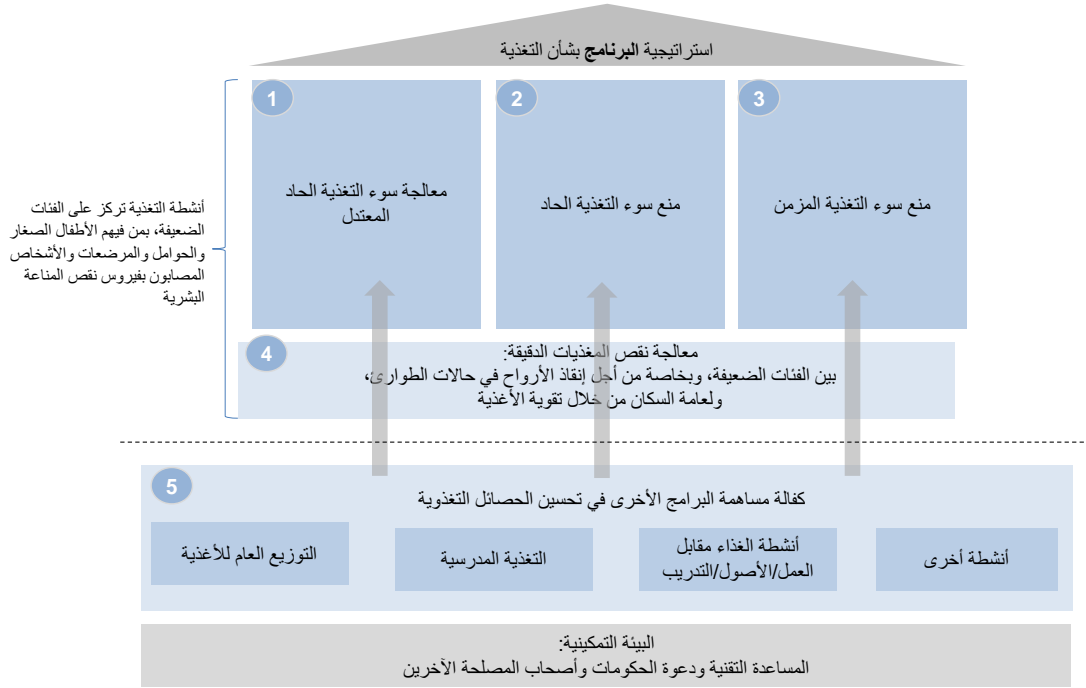 استراتيجية البرنامج بشأن التغذية
1
2
3
معالجة سوء التغذية الحاد
المعتدل
منع سوء التغذية الحاد
منع سوء التغذية المزمن
أنشطة التغذية تركز على الفئات
الضعيفة، بمن فيهم الأطفال الصغار
والحوامل والمرضعات والأشخاص
المصابون بفيروس نقص المناعة
البشرية
4
معالجة نقص المغذيات الدقيقة:
بين الفئات الضعيفة، وبخاصة من أجل إنقاذ الأرواح في حالات الطوارئ،
ولعامة السكان من خلال تقوية الأغذية
5
كفالة مساهمة البرامج الأخرى في تحسين الحصائل التغذوية
التوزيع العام للأغذية
التغذية المدرسية
أنشطة الغذاء مقابل
العمل/الأصول/التدريب
أنشطة أخرى
البيئة التمكينية:
المساعدة التقنية ودعوة الحكومات وأصحاب المصلحة الآخرين